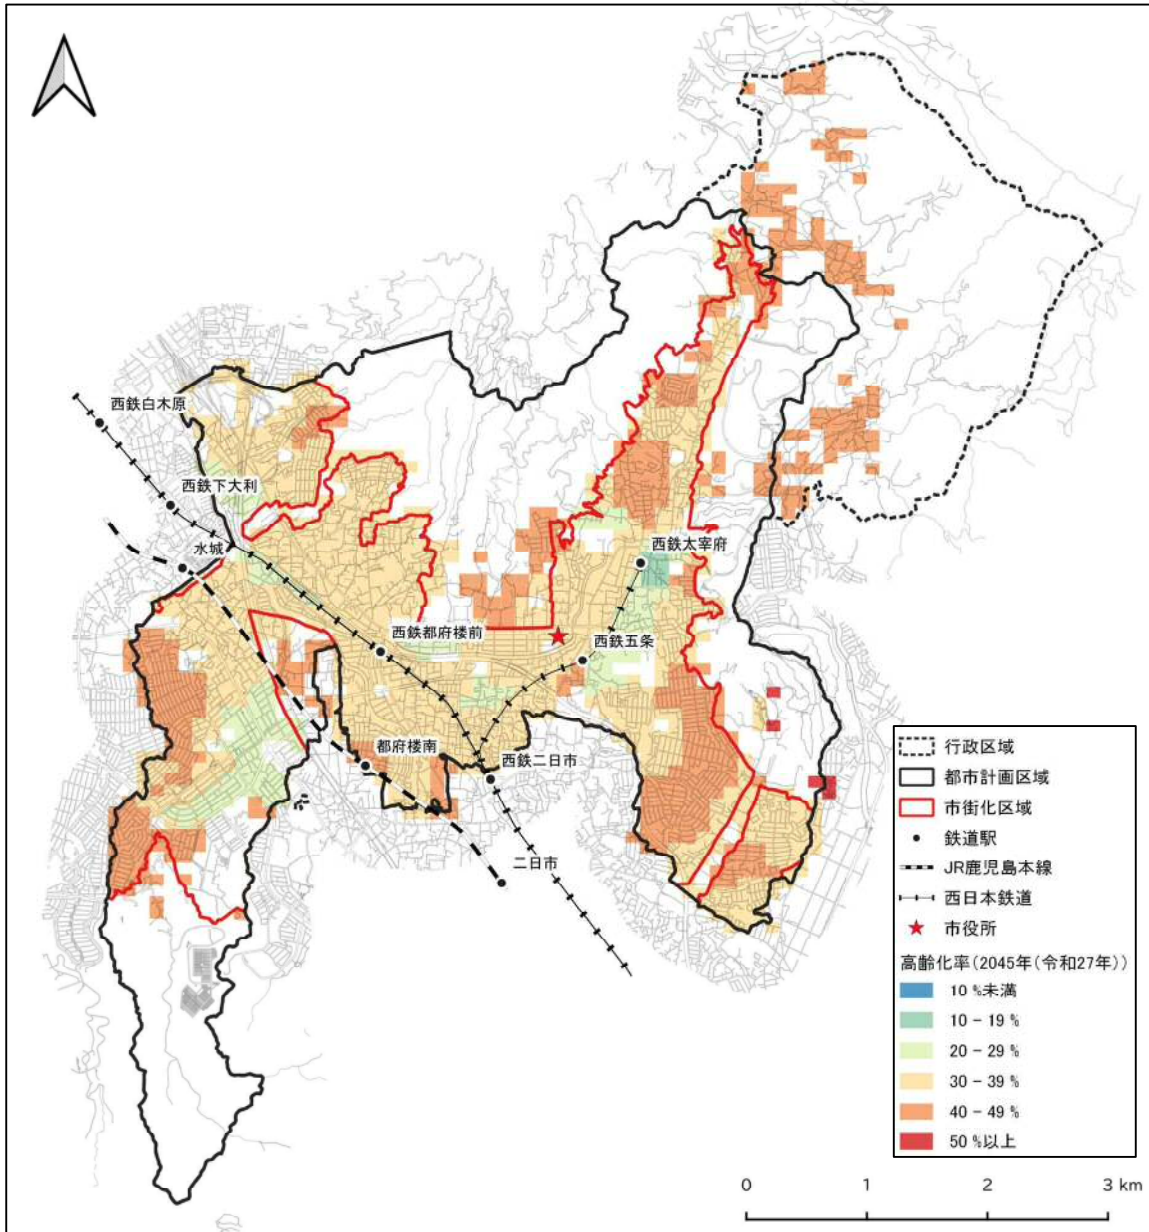 西鉄白木原
西鉄下大利
水城
西鉄太宰府
西鉄都府楼前
西鉄五条
都府楼南
西鉄二日市
二日市
行政区域
都市計画区域
市街化区域
鉄道駅
JR鹿児島本線
西日本鉄道
市役所
高齢化率(2045年(令和27年))
10 %未満
10 - 19 %
20 - 29 %
30 - 39 %
40 - 49 %
50 %以上
0 1 2 3 km